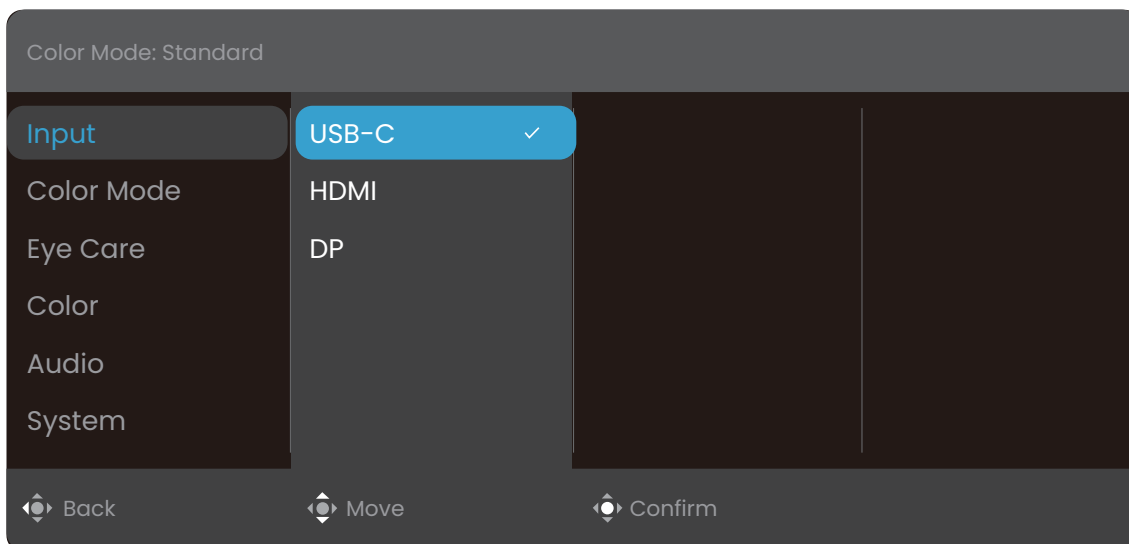 Color Mode: Standard
Input
USB-C
Color Mode
HDMI
Eye Care
DP
Color
Audio
System
Back
Move
Confirm